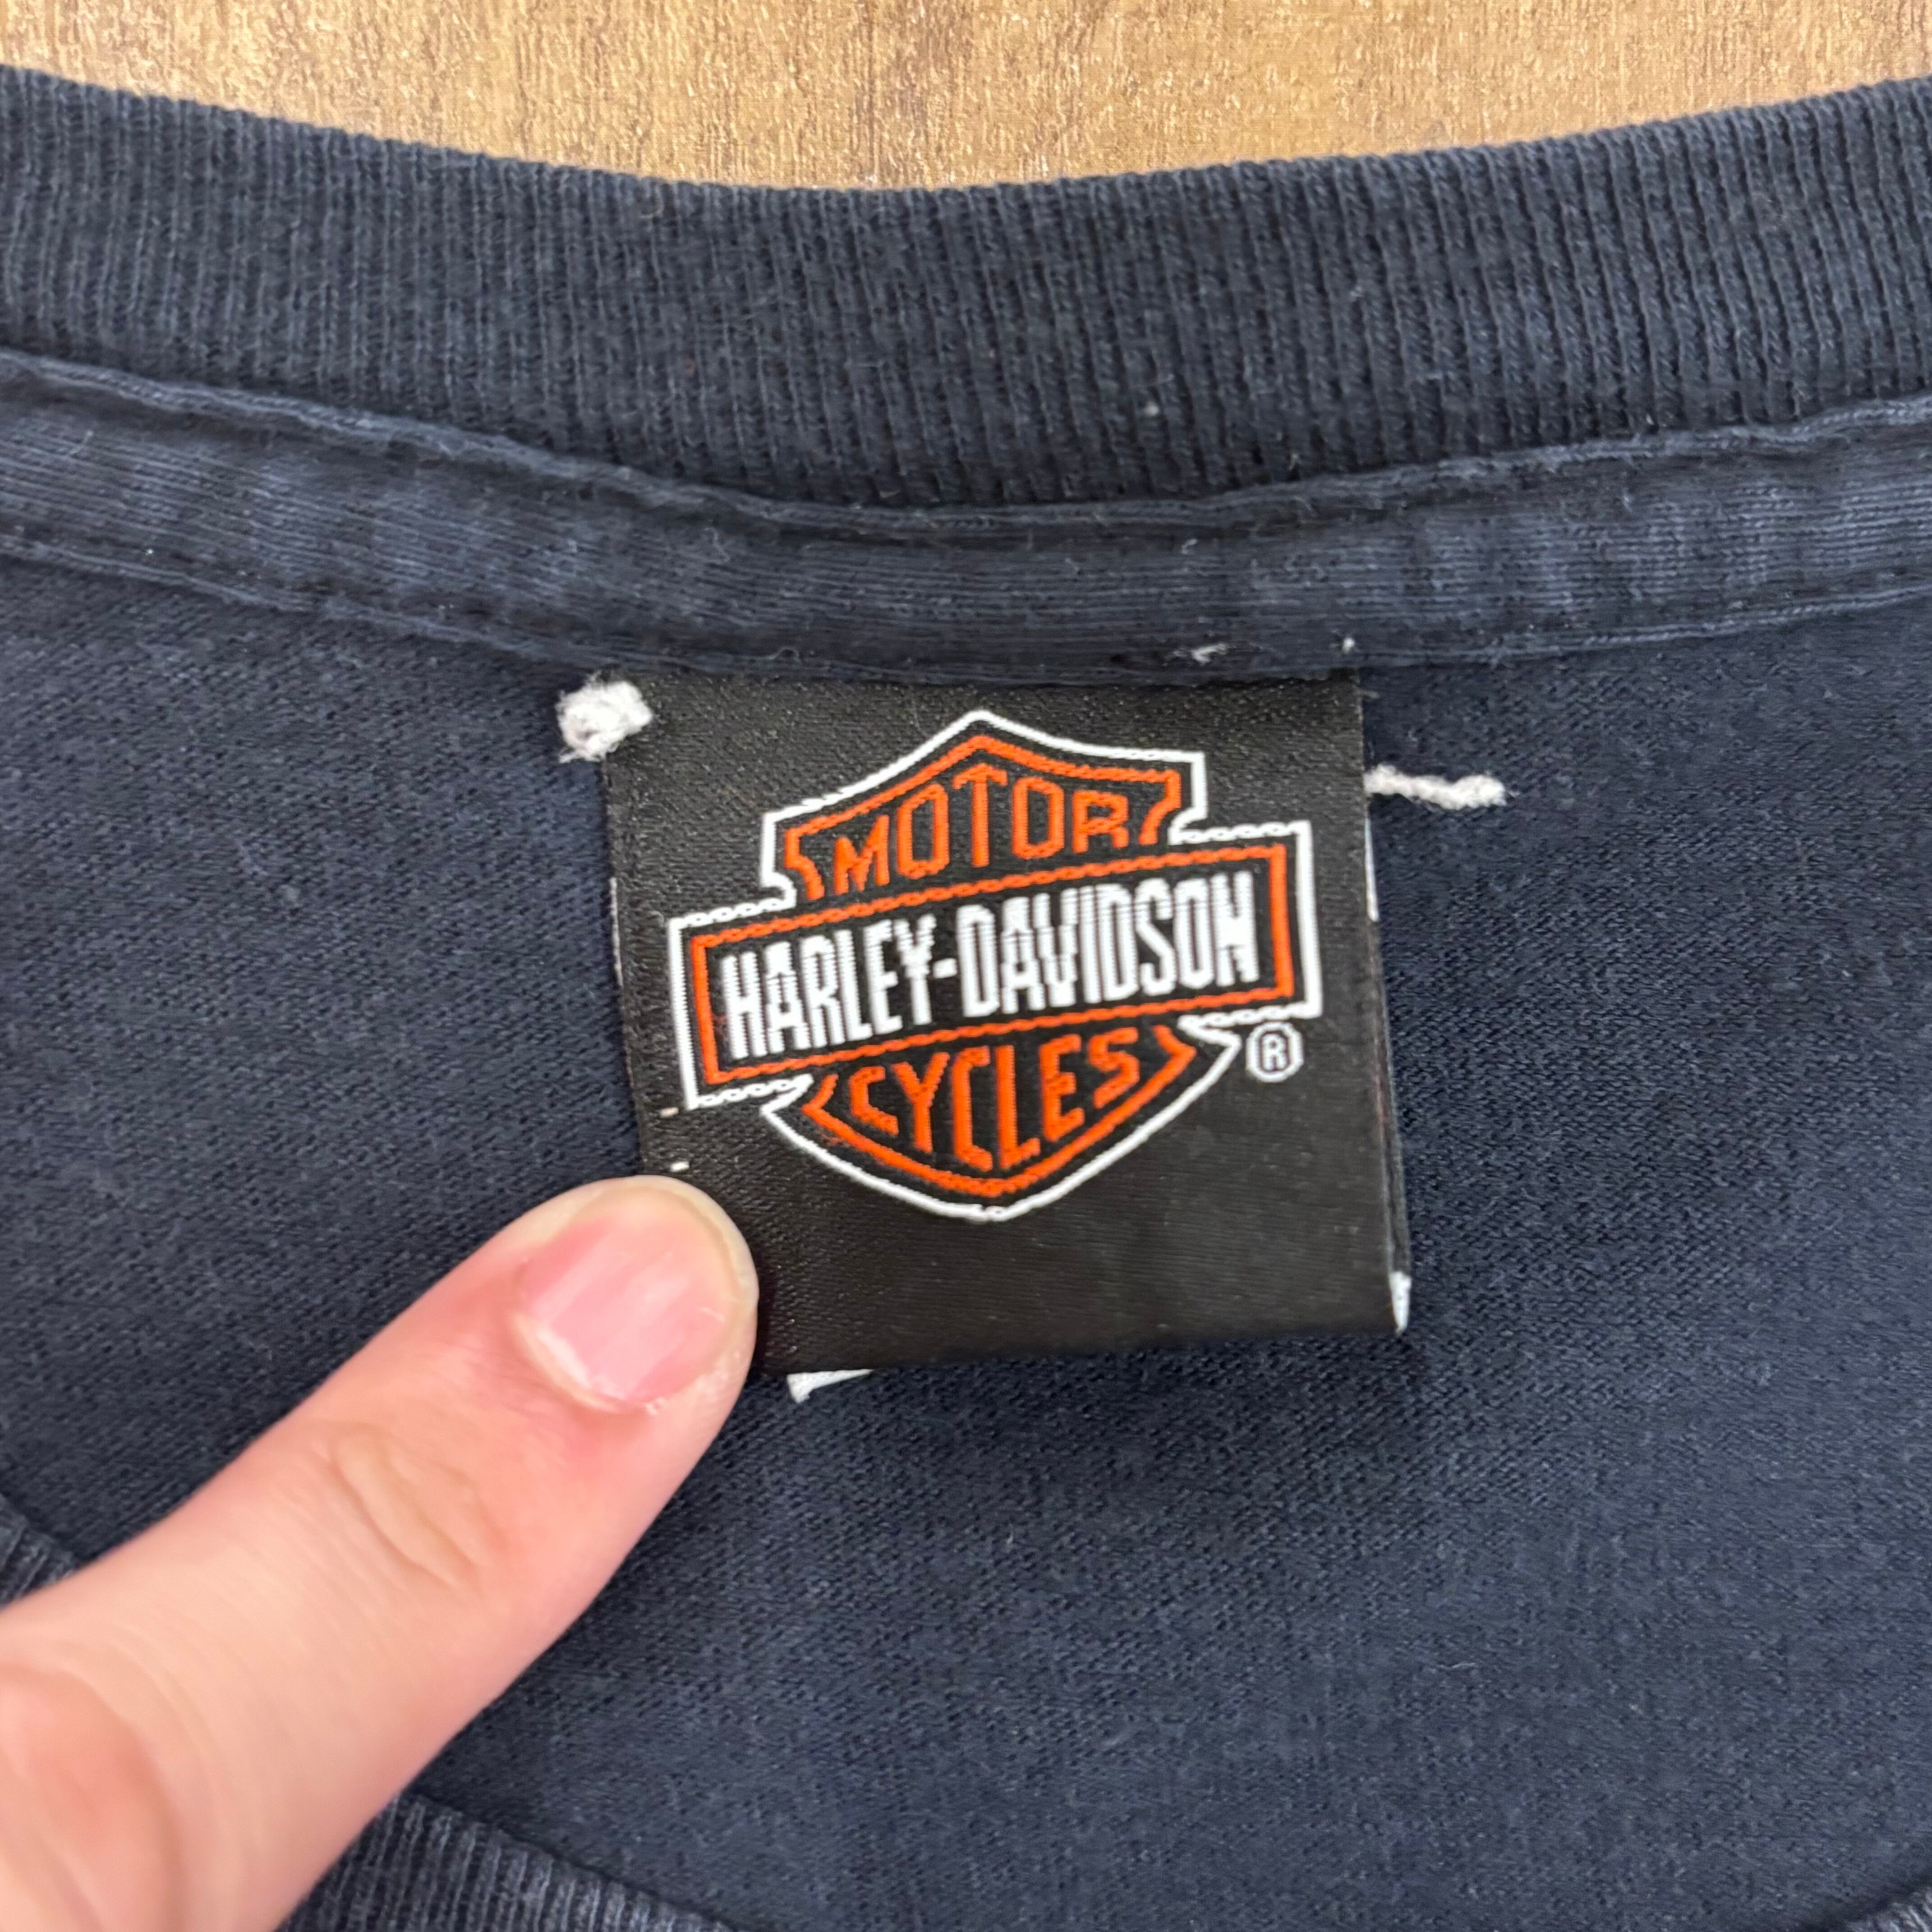 MOTOR
HARLEY-DAVIDSON
CYCLES
®